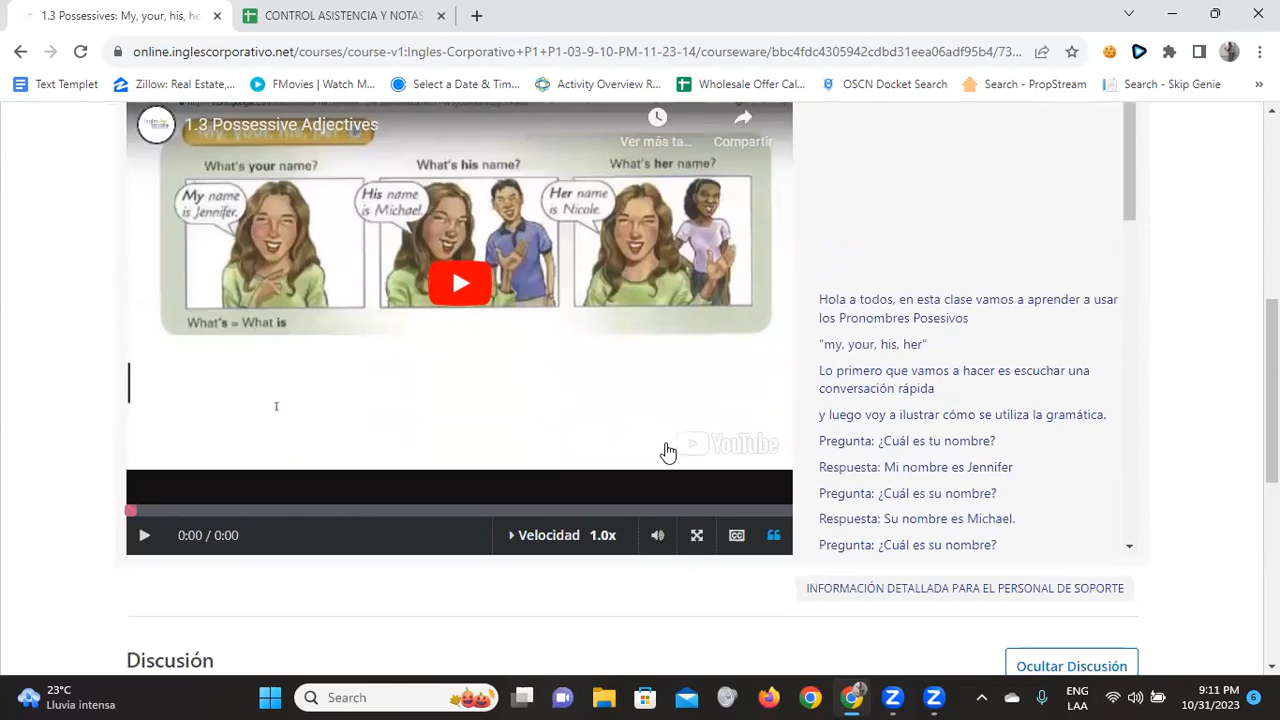 1.3 Possessives: My, your, his, he
CONTROL ASISTENCIA Y NOTAS
online.inglescorporativo.net/courses/course-v1:Ingles-Corporativo+P1+P1-03-9-10-PM-11-23-14/courseware/bbc4fdc4305942cdbd31eea06adf95b4/73...
Text Templet
Zillow: Real Estate,...
FMovies | Watch M...
Select a Date & Tim...
Activity Overview R...
Wholesale Offer Cal...
OSCN Docket Search
Search - PropStream
Search - Skip Genie
1.3 Possessive Adjectives
Ver más ta...
Compartir
My, your, his, her
What's your name?
What's his name?
What's her name?
My name
is Jennifer.
His name
is Michael.
Her name
is Nicole.
What's = What is
YouTube
0:00 / 0:00
Velocidad 1.0x
Hola a todos, en esta clase vamos a aprender a usar
los Pronombres Posesivos
"my, your, his, her"
Lo primero que vamos a hacer es escuchar una
conversación rápida
y luego voy a ilustrar cómo se utiliza la gramática.
Pregunta: ¿Cuál es tu nombre?
Respuesta: Mi nombre es Jennifer
Pregunta: ¿Cuál es su nombre?
Respuesta: Su nombre es Michael.
Pregunta: ¿Cuál es su nombre?
INFORMACIÓN DETALLADA PARA EL PERSONAL DE SOPORTE
Discusión
Ocultar Discusión
23°C
Lluvia intensa
Search
ENG
LAA
9:11 PM
10/31/2023
6